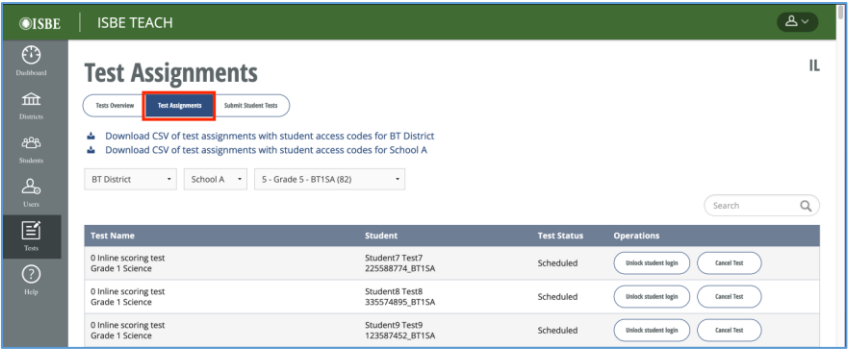 ISBE
ISBE TEACH
Dashboard
Districts
Students
Users
Tests
Help
Test Assignments
IL
Tests Overview
Test Assignments
Submit Student Tests
Download CSV of test assignments with student access codes for BT District
Download CSV of test assignments with student access codes for School A
BT District
School A
5 - Grade 5 - BT1SA (82)
Search
Test Name Student Test Status Operations
0 Inline scoring test Student7 Test7
Grade 1 Science 225588774_BT1SA Scheduled Unlock student login Cancel Test
0 Inline scoring test Student8 Test8
Grade 1 Science 335574895_BT1SA Scheduled Unlock student login Cancel Test
0 Inline scoring test Student9 Test9
Grade 1 Science 123587452_BT1SA Scheduled Unlock student login Cancel Test